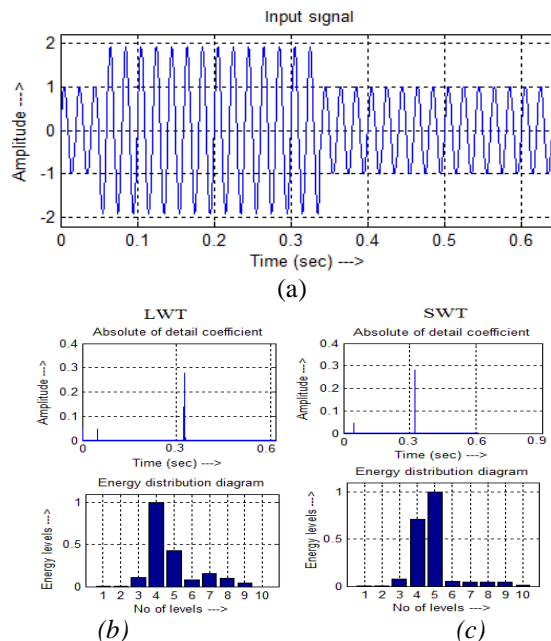 Input signal
2
1
0
-1
-2
Amplitude --->
0 0.1 0.2 0.3 0.4 0.5 0.6
Time (sec) --->
(a)
LWT
Absolute of detail coefficient
0.4
0.3
0.2
0.1
0
Amplitude --->
0 0.3 0.6
Time (sec) --->
Energy distribution diagram
1
0.5
0
Energy levels --->
1 2 3 4 5 6 7 8 9 10
No of levels --->
(b)
SWT
Absolute of detail coefficient
0.4
0.3
0.2
0.1
0
Amplitude --->
0 0.3 0.6 0.9
Time (sec) --->
Energy distribution diagram
1
0.5
0
Energy levels --->
1 2 3 4 5 6 7 8 9 10
No of levels --->
(c)